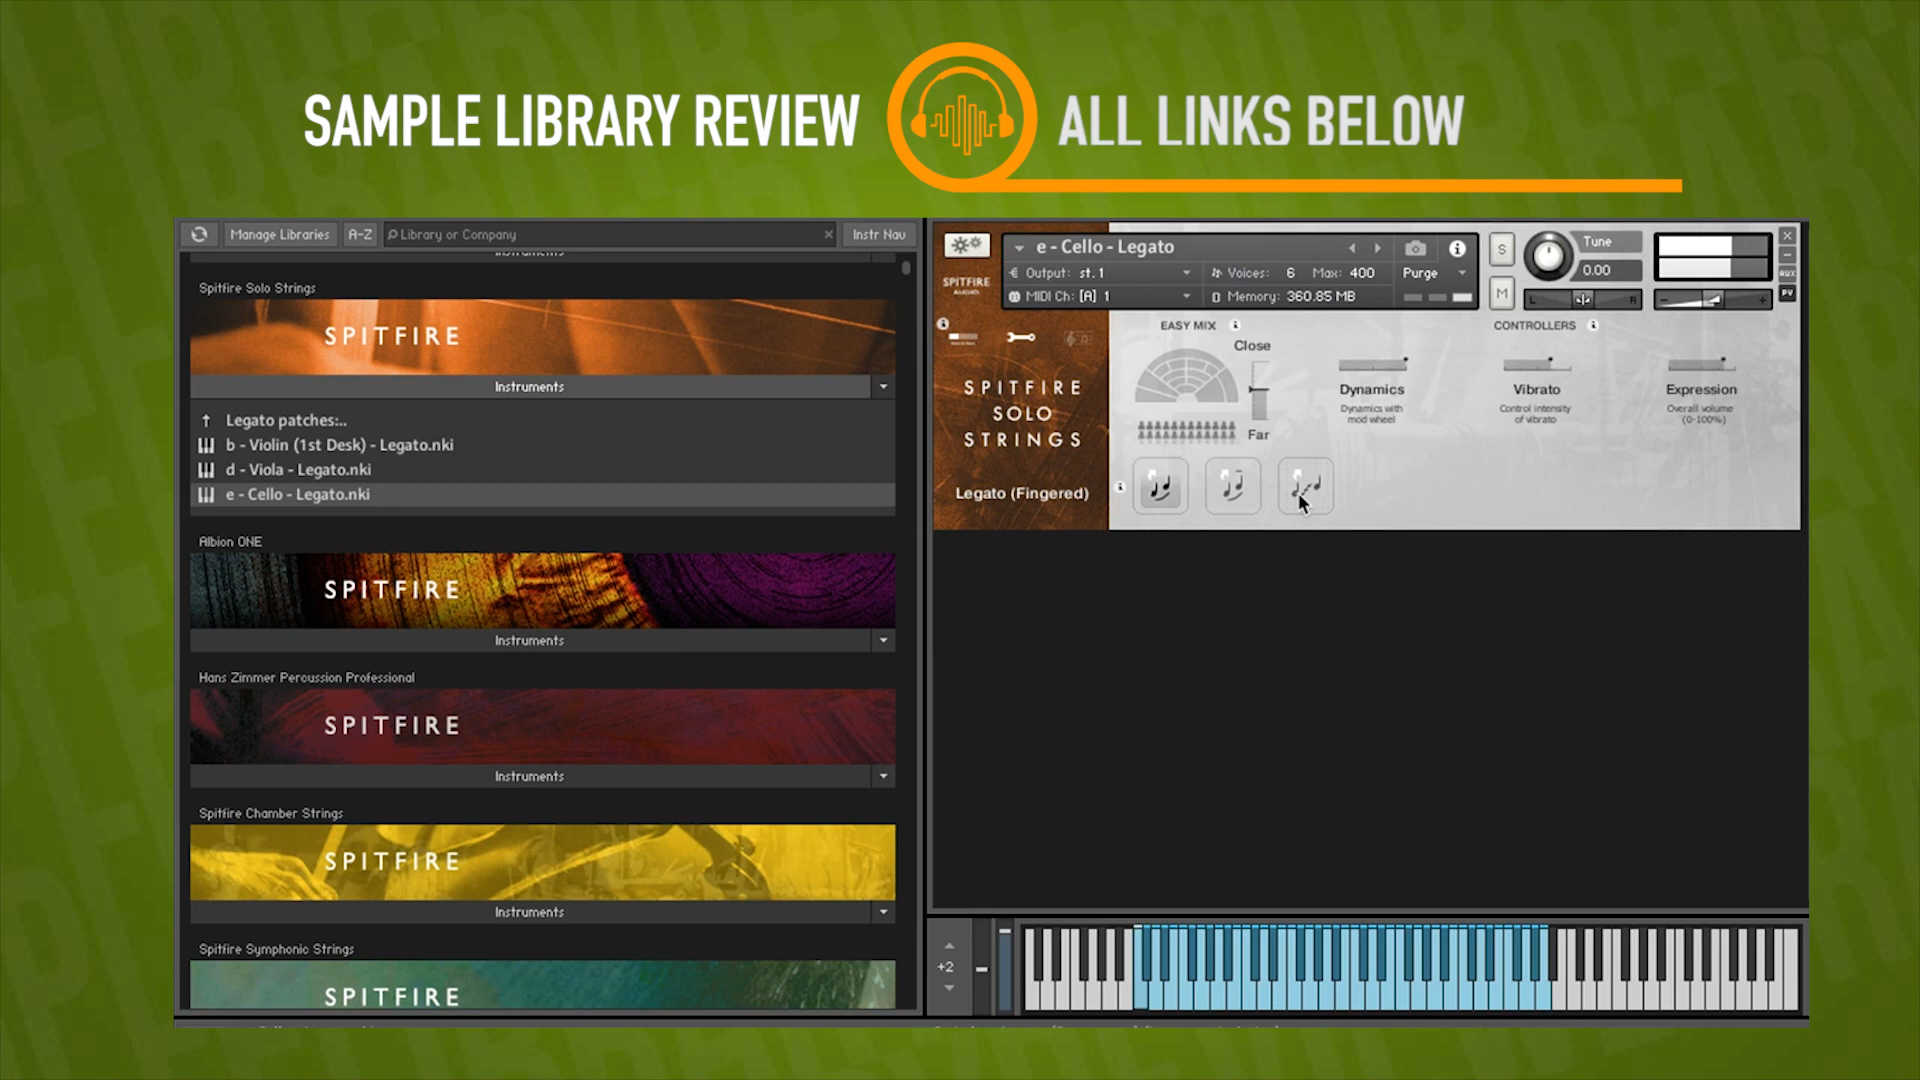 SAMPLE LIBRARY REVIEW
ALL LINKS BELOW
Manage Libraries
A-Z
Library or Company
×
Instr Nav
Instruments
Spitfire Solo Strings
SPITFIRE
Instruments
Legato patches:..
b - Violin (1st Desk) - Legato.nki
d - Viola - Legato.nki
e - Cello - Legato.nki
Albion ONE
SPITFIRE
Instruments
Hans Zimmer Percussion Professional
SPITFIRE
Instruments
Spitfire Chamber Strings
SPITFIRE
Instruments
Spitfire Symphonic Strings
SPITFIRE
SPITFIRE
AUDIO
e - Cello - Legato
Output: st.1
Voices: 6 Max: 400
Purge
MIDI Ch: [A] 1
Memory: 360.85 MB
S
M
Tune
0.00
L R
AUX
PV
EASY MIX
Close
Far
CONTROLLERS
Dynamics
Dynamics with
mod wheel
Vibrato
Control intensity
of vibrato
Expression
Overall volume
(0-100%)
SPITFIRE
SOLO
STRINGS
Legato (Fingered)
+2